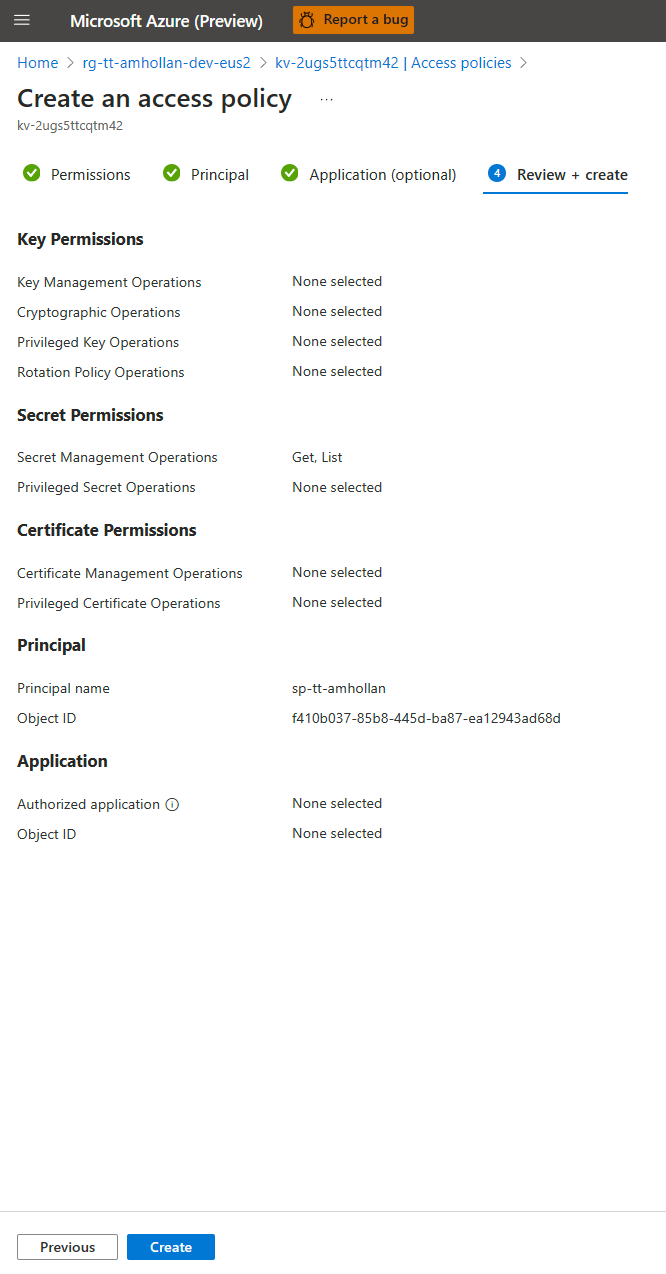 Microsoft Azure (Preview) Report a bug
Home > rg-tt-amhollan-dev-eus2 > kv-2ugs5ttcqtm42 | Access policies >
Create an access policy ...
kv-2ugs5ttcqtm42
Permissions Principal Application (optional) 4 Review + create
Key Permissions
Key Management Operations None selected
Cryptographic Operations None selected
Privileged Key Operations None selected
Rotation Policy Operations None selected
Secret Permissions
Secret Management Operations Get, List
Privileged Secret Operations None selected
Certificate Permissions
Certificate Management Operations None selected
Privileged Certificate Operations None selected
Principal
Principal name sp-tt-amhollan
Object ID f410b037-85b8-445d-ba87-ea12943ad68d
Application
Authorized application None selected
Object ID None selected
Previous Create